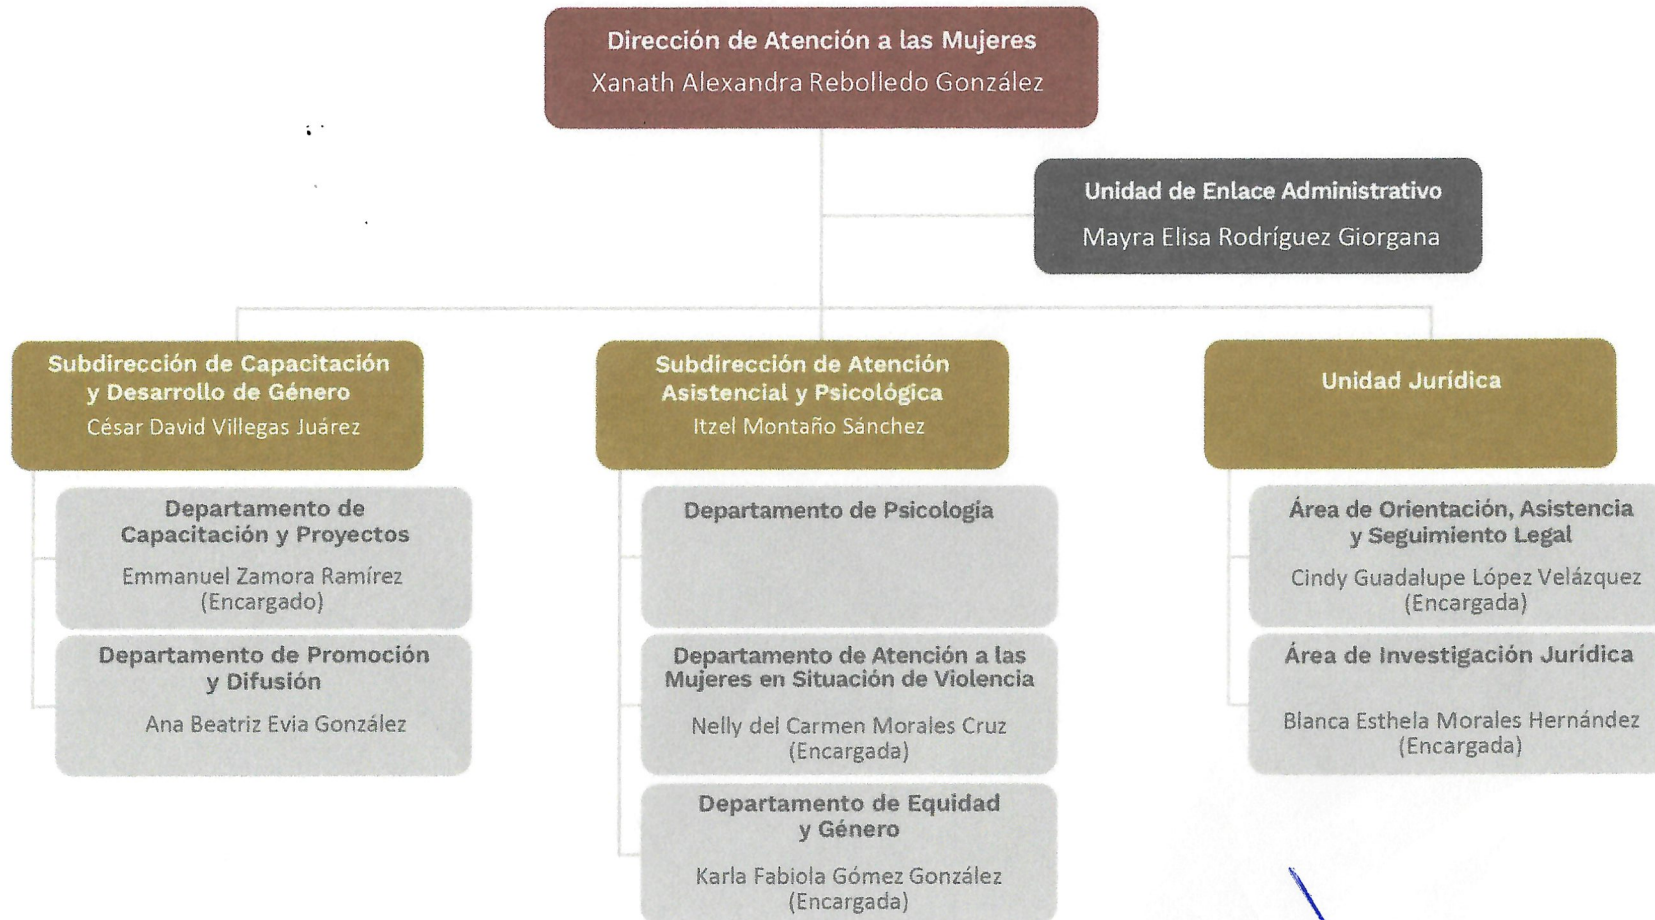 Dirección de Atención a las Mujeres
Xanath Alexandra Rebolledo González
Unidad de Enlace Administrativo
Mayra Elisa Rodríguez Giorgana
Subdirección de Capacitación
y Desarrollo de Género
César David Villegas Juárez
Departamento de
Capacitación y Proyectos
Emmanuel Zamora Ramírez
(Encargado)
Departamento de Promoción
y Difusión
Ana Beatriz Evia González
Subdirección de Atención
Asistencial y Psicológica
Itzel Montaño Sánchez
Departamento de Psicología
Departamento de Atención a las
Mujeres en Situación de Violencia
Nelly del Carmen Morales Cruz
(Encargada)
Departamento de Equidad
y Género
Karla Fabiola Gómez González
(Encargada)
Unidad Jurídica
Área de Orientación, Asistencia
y Seguimiento Legal
Cindy Guadalupe López Velázquez
(Encargada)
Área de Investigación Jurídica
Blanca Esthela Morales Hernández
(Encargada)